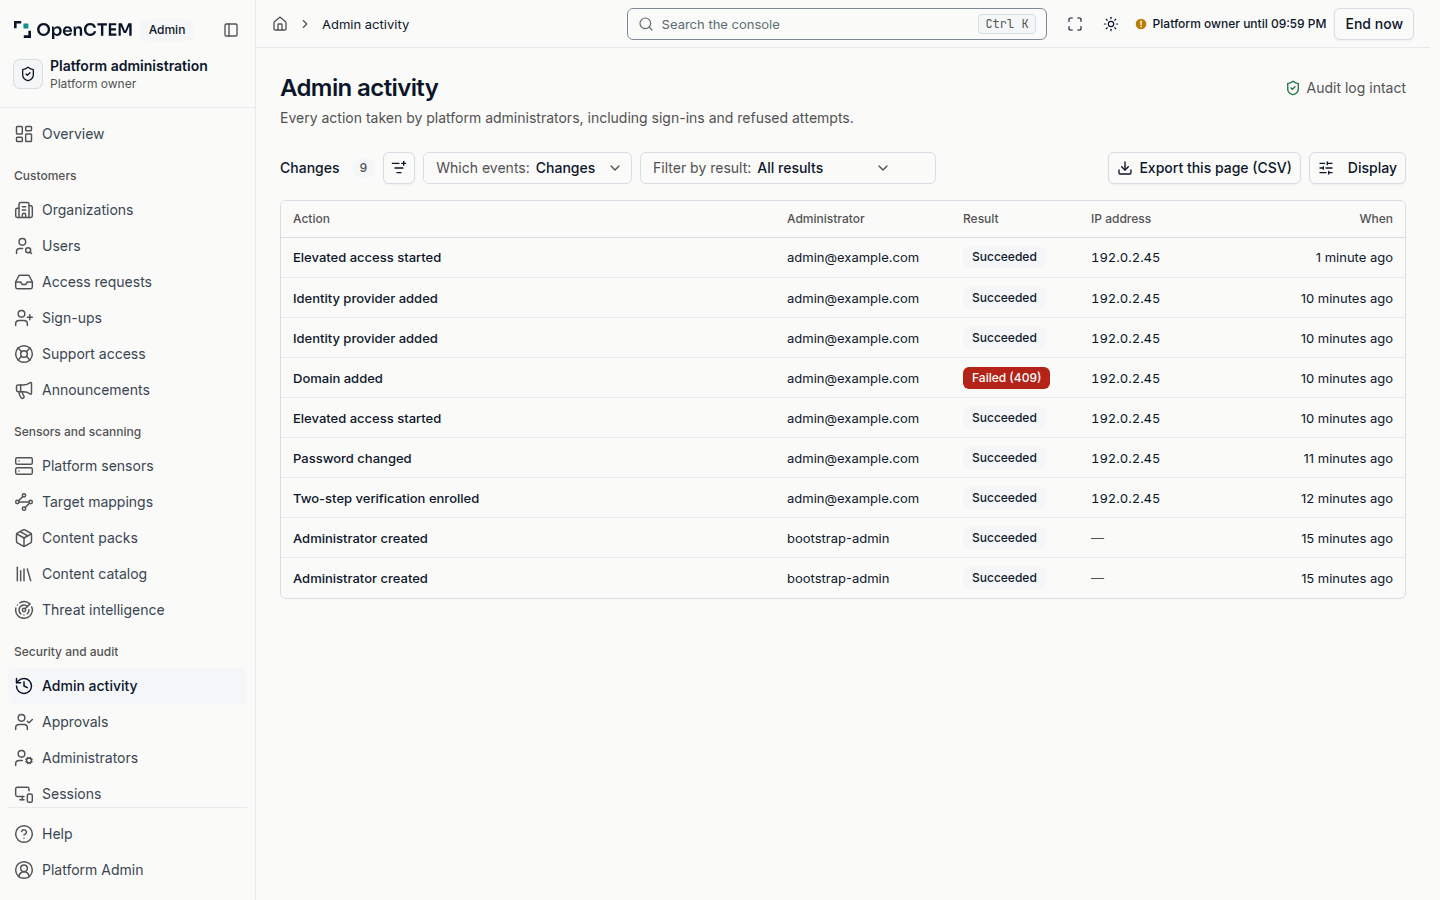 OpenCTEM Admin
Platform administration
Platform owner
Overview
Customers
Organizations
Users
Access requests
Sign-ups
Support access
Announcements
Sensors and scanning
Platform sensors
Target mappings
Content packs
Content catalog
Threat intelligence
Security and audit
Admin activity
Approvals
Administrators
Sessions
Help
Platform Admin
Admin activity
Search the console Ctrl K
Platform owner until 09:59 PM End now
Admin activity
Audit log intact
Every action taken by platform administrators, including sign-ins and refused attempts.
Changes 9 Which events: Changes Filter by result: All results Export this page (CSV) Display
Action Administrator Result IP address When
Elevated access started admin@example.com Succeeded 192.0.2.45 1 minute ago
Identity provider added admin@example.com Succeeded 192.0.2.45 10 minutes ago
Identity provider added admin@example.com Succeeded 192.0.2.45 10 minutes ago
Domain added admin@example.com Failed (409) 192.0.2.45 10 minutes ago
Elevated access started admin@example.com Succeeded 192.0.2.45 10 minutes ago
Password changed admin@example.com Succeeded 192.0.2.45 11 minutes ago
Two-step verification enrolled admin@example.com Succeeded 192.0.2.45 12 minutes ago
Administrator created bootstrap-admin Succeeded — 15 minutes ago
Administrator created bootstrap-admin Succeeded — 15 minutes ago